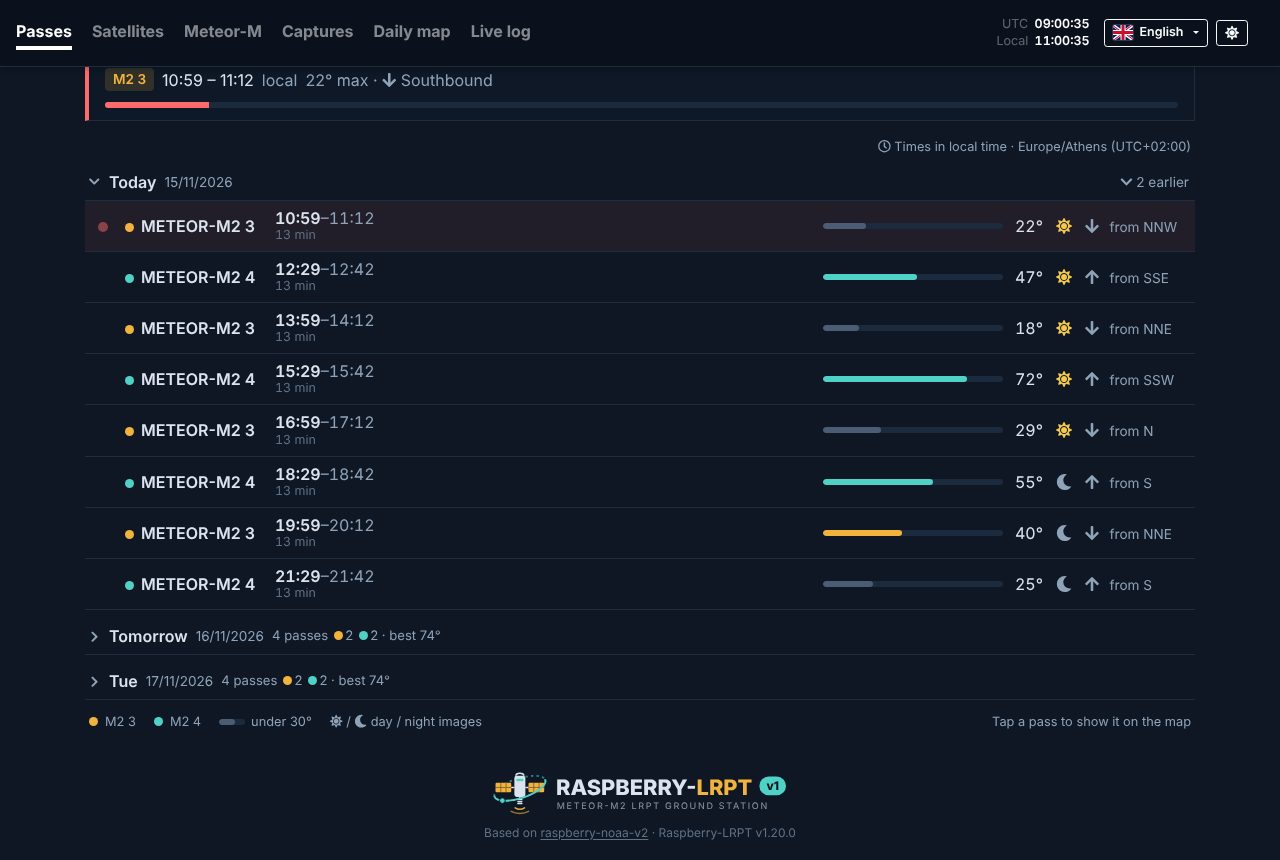 Passes Satellites Meteor-M Captures Daily map Live log UTC 09:00:35 English
Local 11:00:35
M2 3 10:59 – 11:12 local 22° max · Southbound
Times in local time · Europe/Athens (UTC+02:00)
Today 15/11/2026 2 earlier
METEOR-M2 3 10:59–11:12 22° from NNW
13 min
METEOR-M2 4 12:29–12:42 47° from SSE
13 min
METEOR-M2 3 13:59–14:12 18° from NNE
13 min
METEOR-M2 4 15:29–15:42 72° from SSW
13 min
METEOR-M2 3 16:59–17:12 29° from N
13 min
METEOR-M2 4 18:29–18:42 55° from S
13 min
METEOR-M2 3 19:59–20:12 40° from NNE
13 min
METEOR-M2 4 21:29–21:42 25° from S
13 min
Tomorrow 16/11/2026 4 passes 2 2 · best 74°
Tue 17/11/2026 4 passes 2 2 · best 74°
M2 3 M2 4 under 30° / day / night images Tap a pass to show it on the map
RASPBERRY-LRPT v1
METEOR-M2 LRPT GROUND STATION
Based on raspberry-noaa-v2 · Raspberry-LRPT v1.20.0